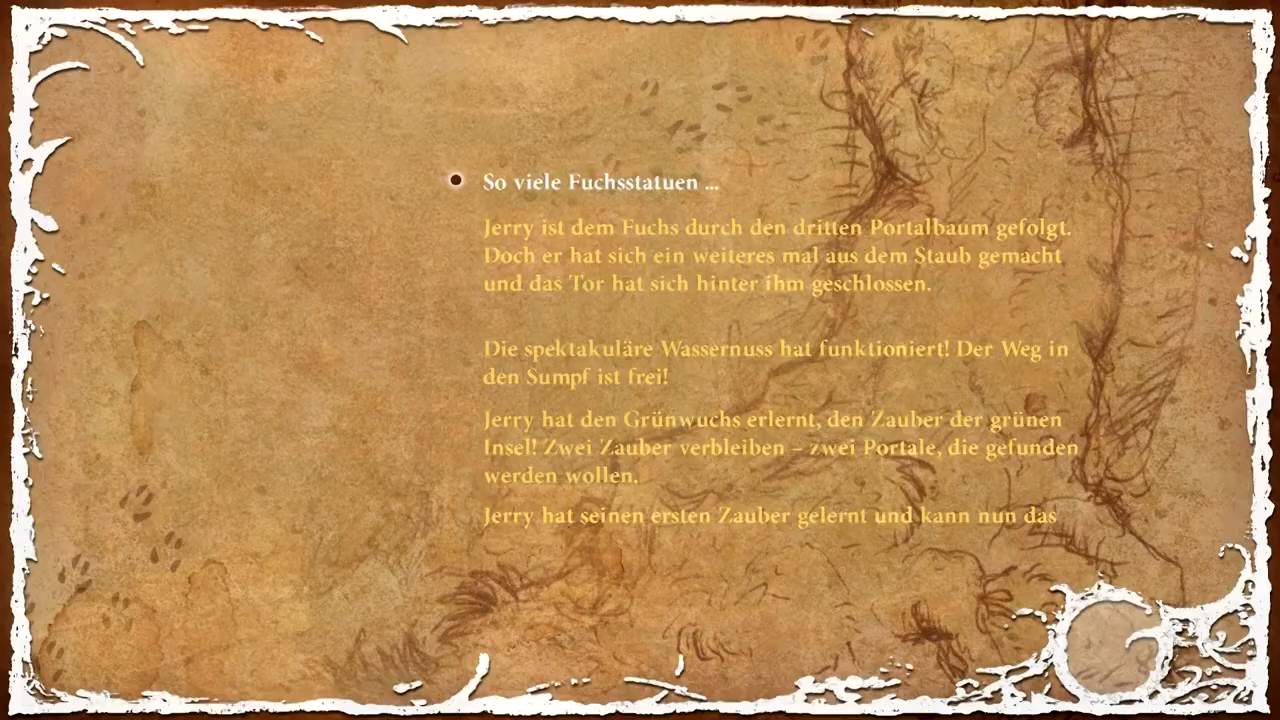 So viele Fuchsstatuen ...
Jerry ist dem Fuchs durch den dritten Portalbaum gefolgt.
Doch er hat sich ein weiteres mal aus dem Staub gemacht
und das Tor hat sich hinter ihm geschlossen.
Die spektakuläre Wassernuss hat funktioniert! Der Weg in
den Sumpf ist frei!
Jerry hat den Grünwuchs erlernt, den Zauber der grünen
Insel! Zwei Zauber verbleiben – zwei Portale, die gefunden
werden wollen.
Jerry hat seinen ersten Zauber gelernt und kann nun das